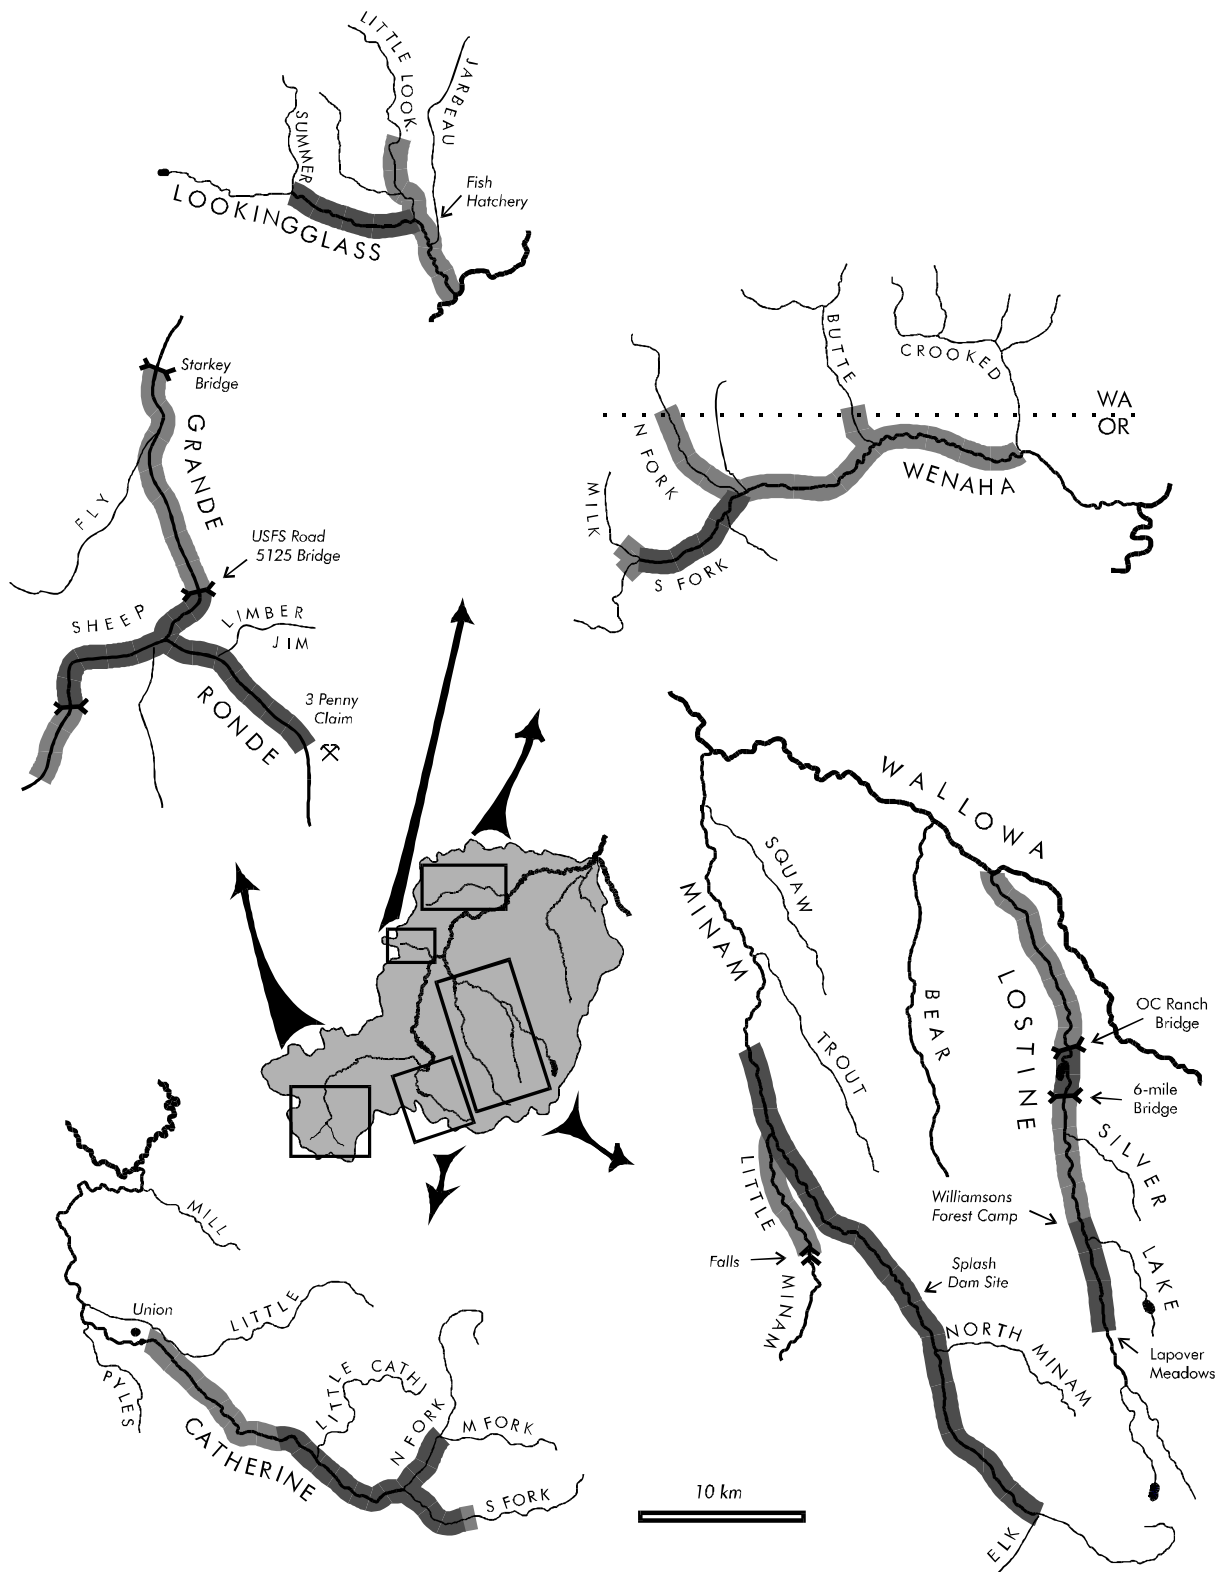 LITTLE LOOK.
JARBEAU
SUMMER
Fish
Hatchery
LOOKINGGLASS
Starkey
Bridge
GRANDE
FLY
USFS Road
5125 Bridge
SHEEP
LIMBER
JIM
3 Penny
Claim
RONDE
BUTTE
CROOKED
WA
OR
N FORK
WENAHA
MILK
S FORK
WALLOWA
SQUAW
MINAM
BEAR
LOSTINE
TROUT
OC Ranch
Bridge
6-mile
Bridge
SILVER
LITTLE
MINAM
Williamsons
Forest Camp
Falls
Splash
Dam Site
LAKE
NORTH MINAM
Lapover
Meadows
ELK
MILL
Union
LITTLE
PYLES
LITTLE CATHJ
CATHERINE
N FORK
M FORK
S FORK
10 km